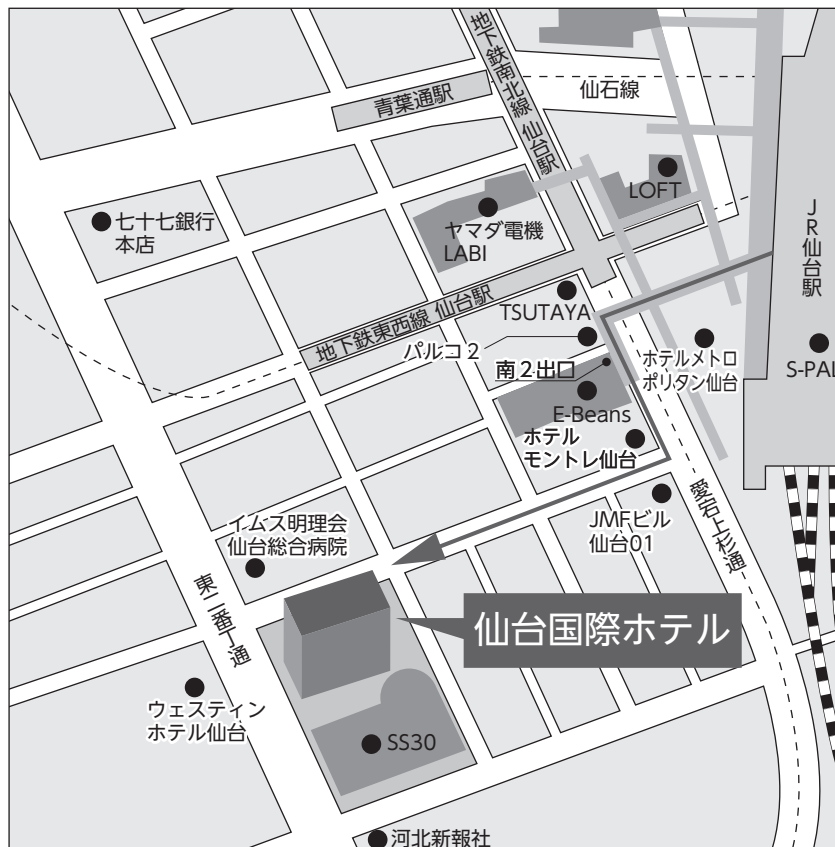 地下鉄南北線 仙台駅
青葉通駅
仙石線
LOFT
七十七銀行
本店
ヤマダ電機
LABI
JR仙台駅
地下鉄東西線 仙台駅
TSUTAYA
パルコ2
南2出口
ホテルメトロ
ポリタン仙台
S-PAL
E-Beans
ホテル
モントレ仙台
愛宕上杉通
JMFビル
仙台01
イムス明理会
仙台総合病院
東二番丁通
仙台国際ホテル
ウェスティン
ホテル仙台
SS30
河北新報社